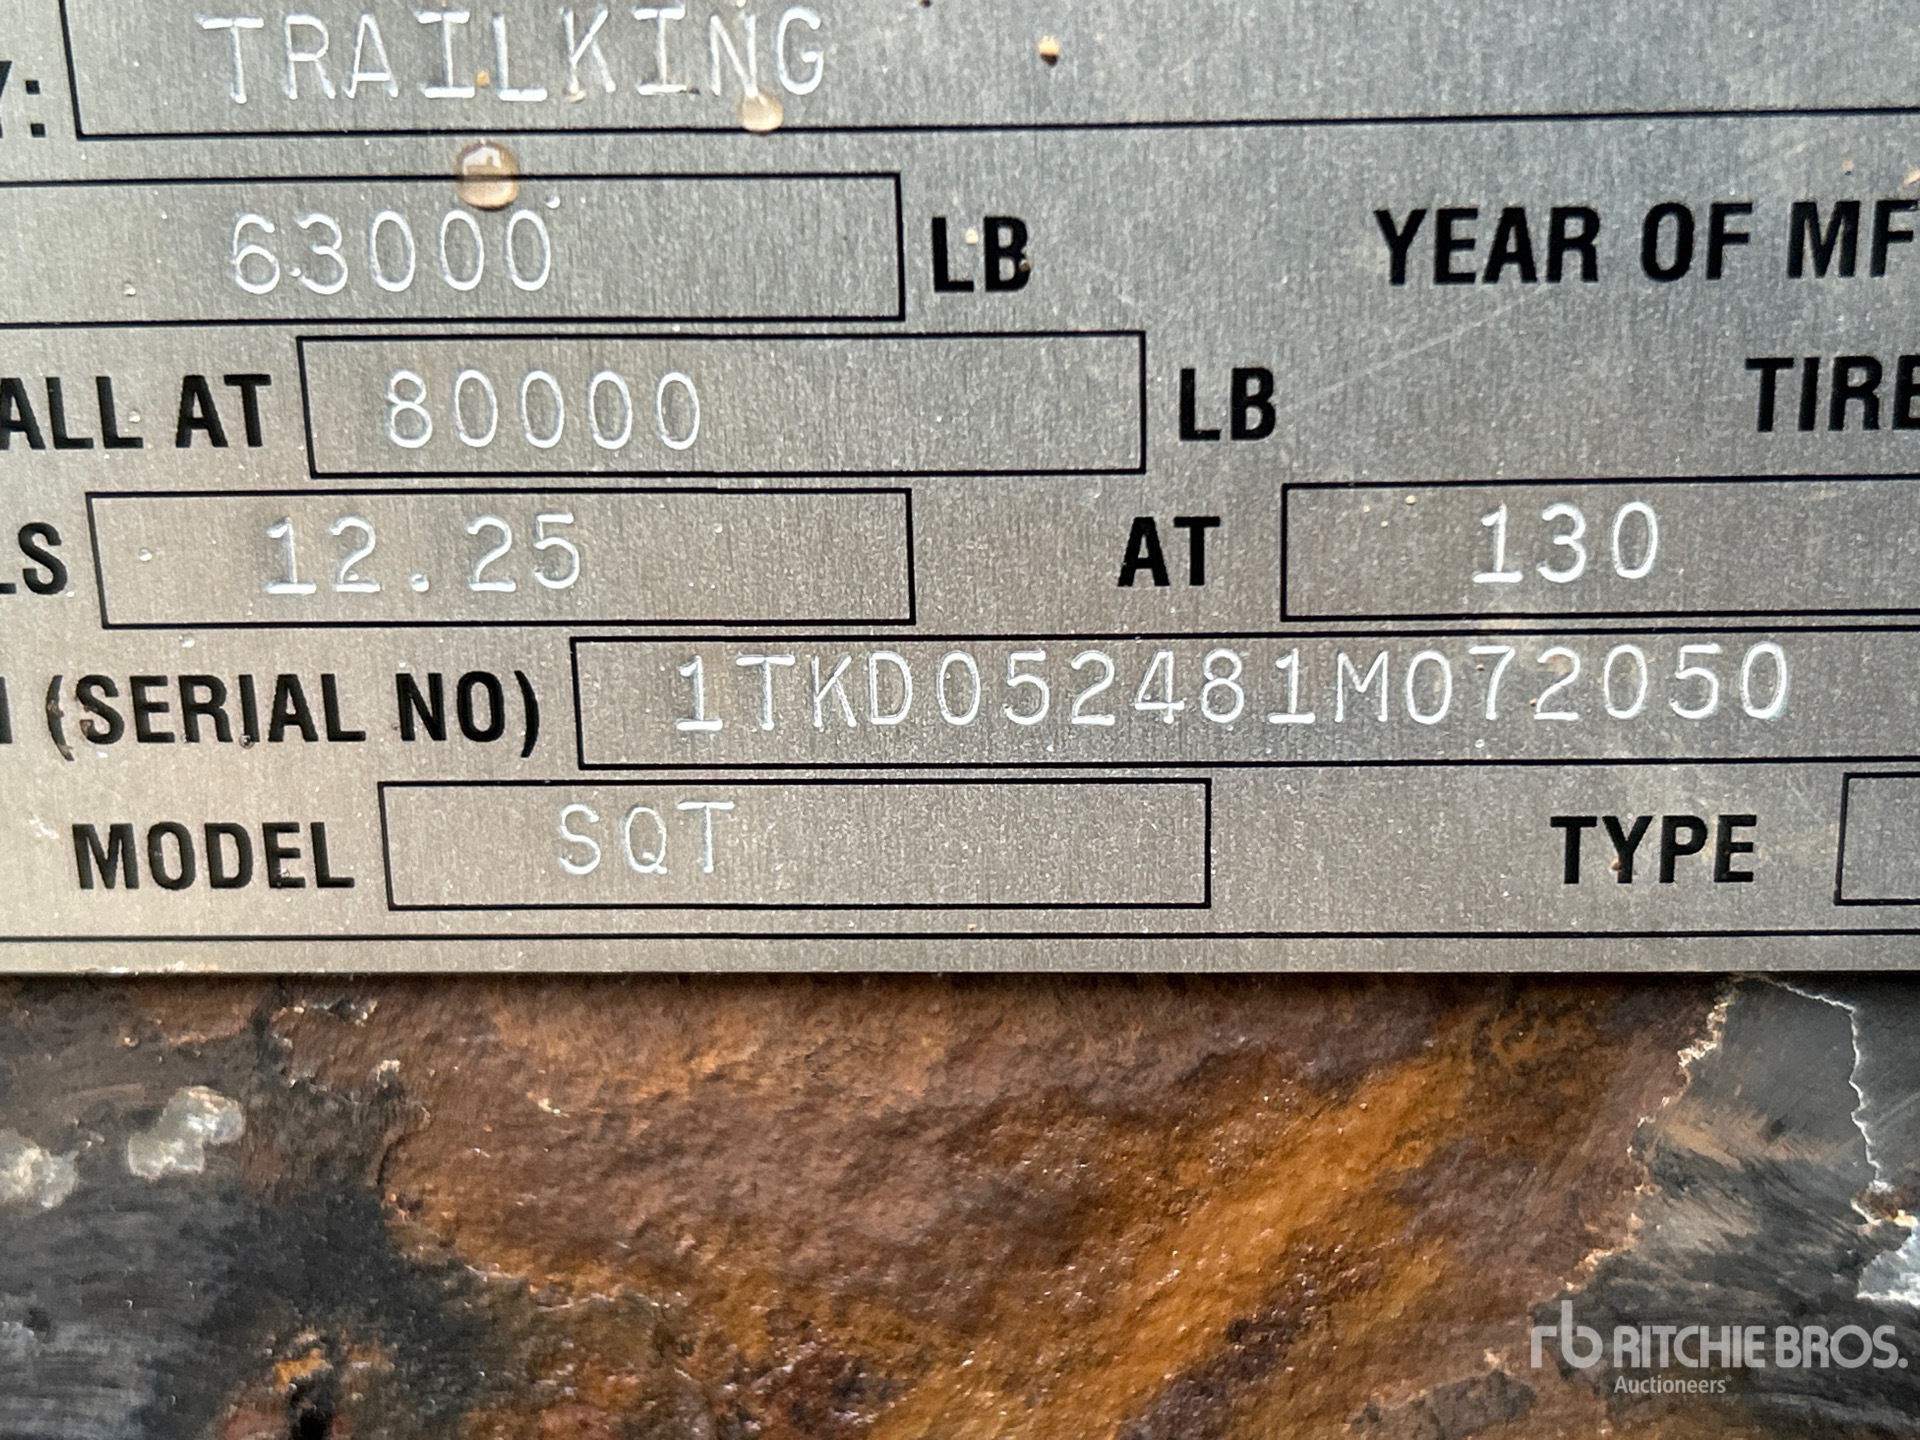 Y: TRAILKING
63000 LB YEAR OF MF
ALL AT 80000 LB TIRE
LS 12.25 AT 130
(SERIAL NO) 1TKD052481M072050
MODEL SQT TYPE
rb RITCHIE BROS.
Auctioneers